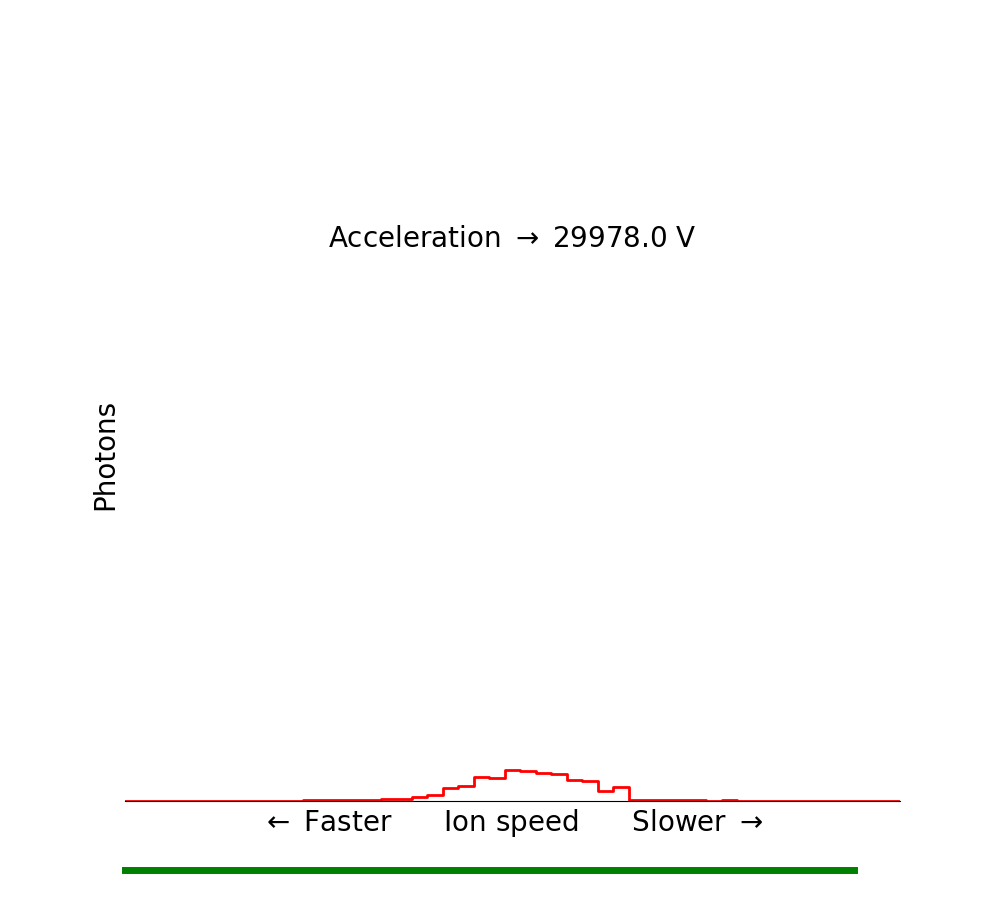 Acceleration → 29978.0 V
Photons
← Faster Ion speed Slower →